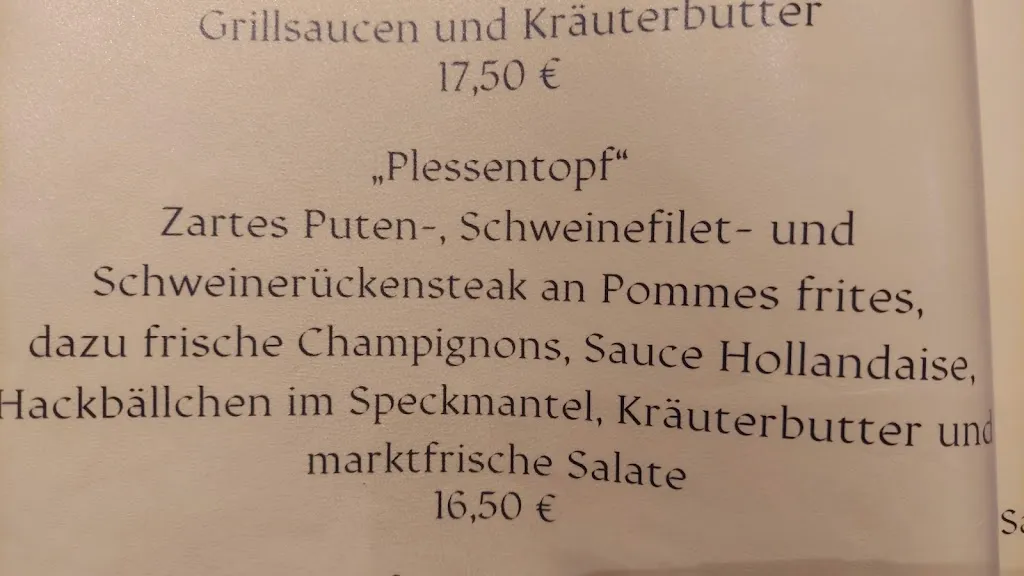 Grillsaucen und Kräuterbutter
17,50 €
„Plessentopf“
Zartes Puten-, Schweinefilet- und
Schweinerückensteak an Pommes frites,
dazu frische Champignons, Sauce Hollandaise,
Hackbällchen im Speckmantel, Kräuterbutter und
marktfrische Salate
16,50 €